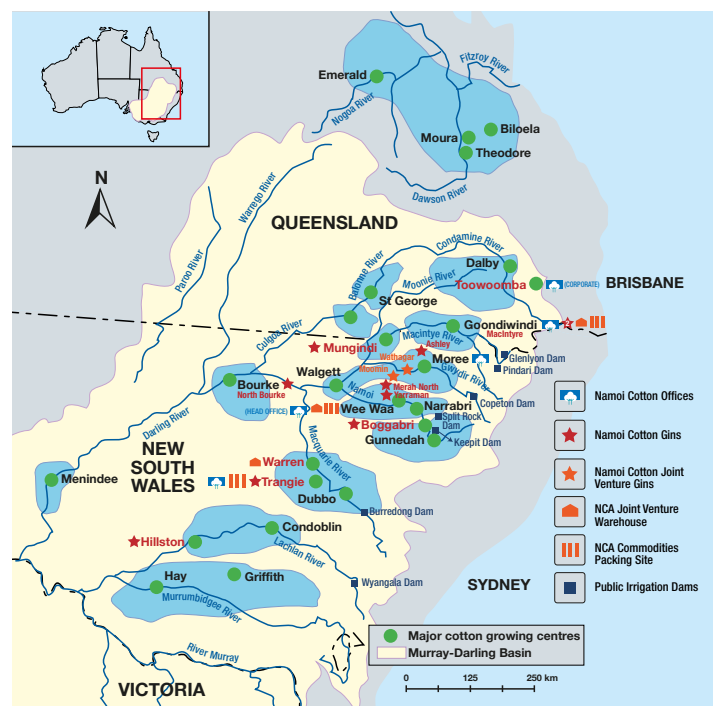 Fitzroy River
Emerald
Nogoa River
Biloela
Moura
Theodore
Dawson River
N
Warrego River
QUEENSLAND
Condamine River
Paroo River
Balonne River
Dalby
Moonie River
Toowoomba
(CORPORATE)
BRISBANE
St George
Culgoa River
Goondiwindi
2
MacIntyre River
MacIntyre
Mungindi
Ashley
Wathagar
Moree
Glenlyon Dam
Pindari Dam
Moomin
Gwydir River
Walgett
Bourke
North Bourke
Namoi
Merah North
Yarraman
Copeton Dam
(HEAD OFFICE)
Wee Waa
Narrabri
Split Rock
Dam
Darling River
Boggabri
Gunnedah
Keepit Dam
Macquarie River
NEW
SOUTH
WALES
Warren
Menindee
Trangie
Dubbo
Burredong Dam
Condoblin
Hillston
Lachlan River
Hay
Griffith
Wyangala Dam
Murrumbidgee River
SYDNEY
River Murray
VICTORIA
Namoi Cotton Offices
Namoi Cotton Gins
Namoi Cotton Joint
Venture Gins
NCA Joint Venture
Warehouse
NCA Commodities
Packing Site
Public Irrigation Dams
Major cotton growing centres
Murray-Darling Basin
0 125 250 km